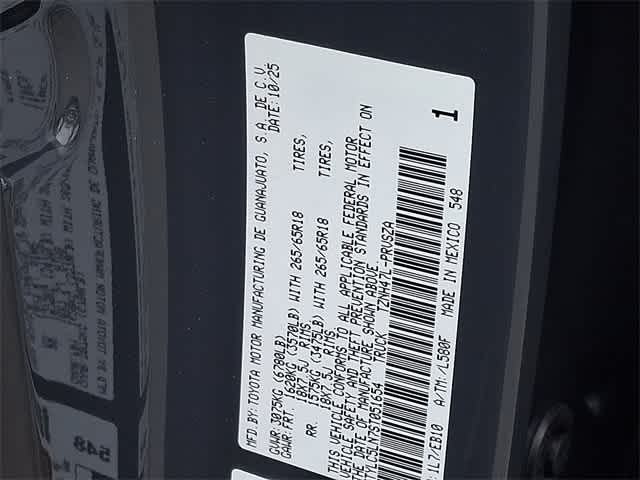 MFD.BY:TOYOTA MOTOR MANUFACTURING DE GUANAJUATO, S.A. DE C.V.
DATE:10/25
GVWR:3075KG (6780LB)
GAWR:FRT. 1620KG (3570LB) WITH 265/65R18 TIRES,
18X7.5J RIMS,
RR. 1575KG (3475LB) WITH 265/65R18 TIRES,
18X7.5J RIMS.
THIS VEHICLE CONFORMS TO ALL APPLICABLE FEDERAL MOTOR
VEHICLE SAFETY AND THEFT PREVENTION STANDARDS IN EFFECT ON
THE DATE OF MANUFACTURE SHOWN ABOVE.
TRUCK
1
:1L7/EB10 A/TM:/L580F MADE IN MEXICO 548
548